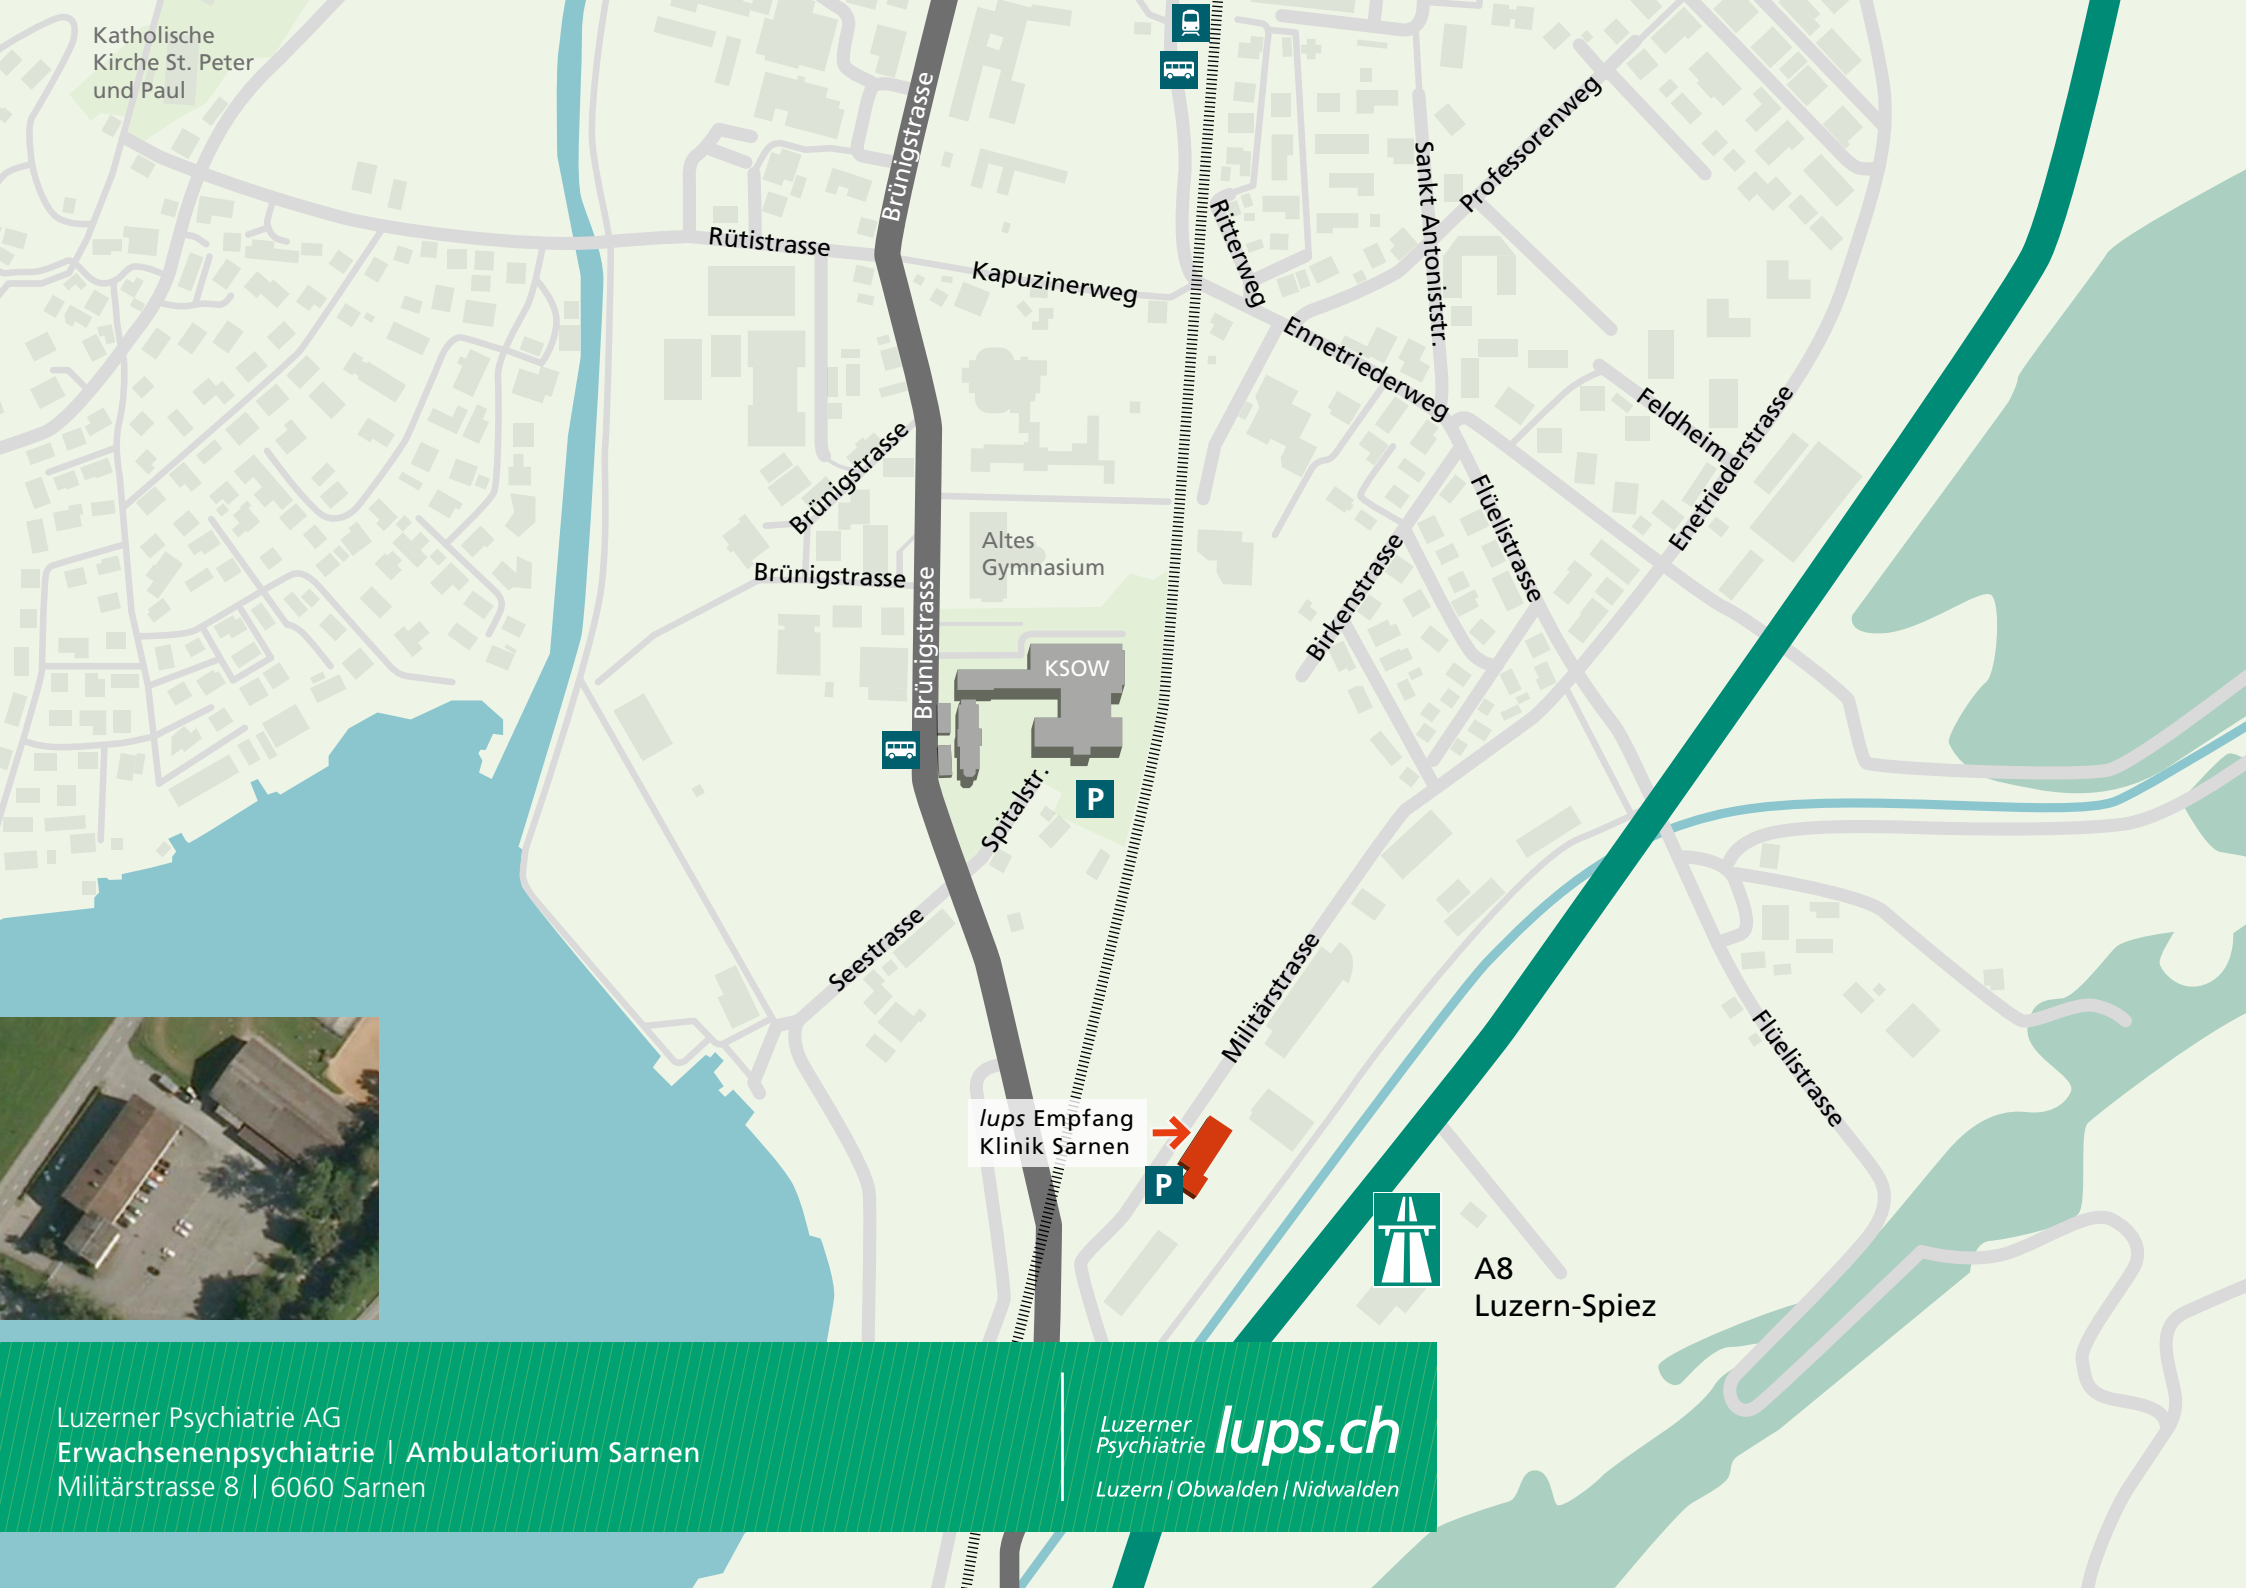 Katholische
Kirche St. Peter
und Paul
Brünigstrasse
Rütistrasse
Kapuzinerweg
Ritterweg
Sankt Antoniststr.
Professorenweg
Ennetriederweg
Feldheim
Enetriederstrasse
Brünigstrasse
Brünigstrasse
Brünigstrasse
Altes
Gymnasium
Flüelistrasse
Birkenstrasse
KSOW
P
Spitalstr.
Seestrasse
Militärstrasse
Flüelistrasse
lups Empfang
Klinik Sarnen
P
A8
Luzern-Spiez
Luzerner Psychiatrie AG
Erwachsenenpsychiatrie | Ambulatorium Sarnen
Militärstrasse 8 | 6060 Sarnen
Luzerner
Psychiatrie lups.ch
Luzern | Obwalden | Nidwalden